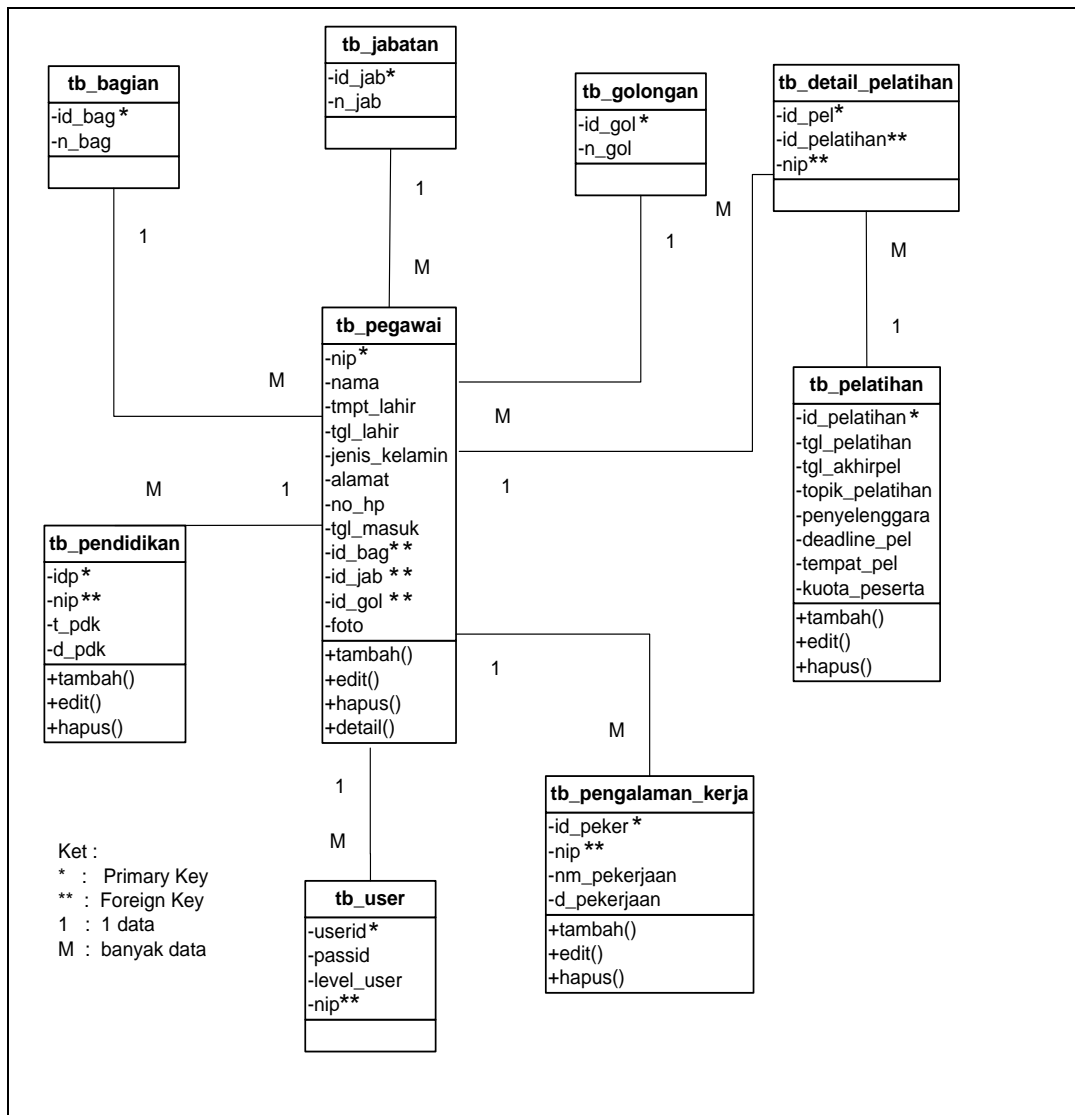 tb_bagian
-id_bag*
-n_bag
1
tb_jabatan
-id_jab*
-n_jab
1
M
tb_golongan
-id_gol*
-n_gol
1
tb_detail_pelatihan
-id_pel*
-id_pelatihan**
-nip**
M
M
1
tb_pegawai
-nip*
-nama
-tmpt_lahir
-tgl_lahir
-jenis_kelamin
-alamat
-no_hp
-tgl_masuk
-id_bag**
-id_jab **
-id_gol **
-foto
+tambah()
+edit()
+hapus()
+detail()
M
M
1
M
1
tb_pelatihan
-id_pelatihan*
-tgl_pelatihan
-tgl_akhirpel
-topik_pelatihan
-penyelenggara
-deadline_pel
-tempat_pel
-kuota_peserta
+tambah()
+edit()
+hapus()
tb_pendidikan
-idp*
-nip**
-t_pdk
-d_pdk
+tambah()
+edit()
+hapus()
1
M
1
M
tb_pengalaman_kerja
-id_peker*
-nip**
-nm_pekerjaan
-d_pekerjaan
+tambah()
+edit()
+hapus()
tb_user
-userid*
-passid
-level_user
-nip**
Ket :
* : Primary Key
** : Foreign Key
1 : 1 data
M : banyak data